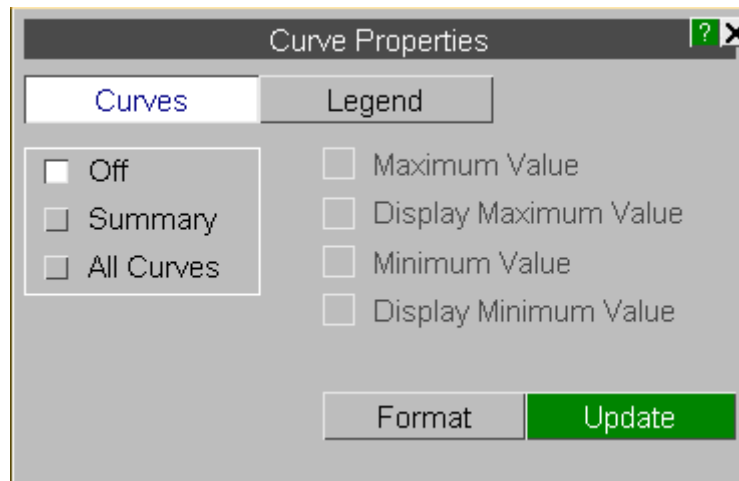 Curve Properties ? X
Curves Legend
Off
Summary
All Curves
Maximum Value
Display Maximum Value
Minimum Value
Display Minimum Value
Format Update